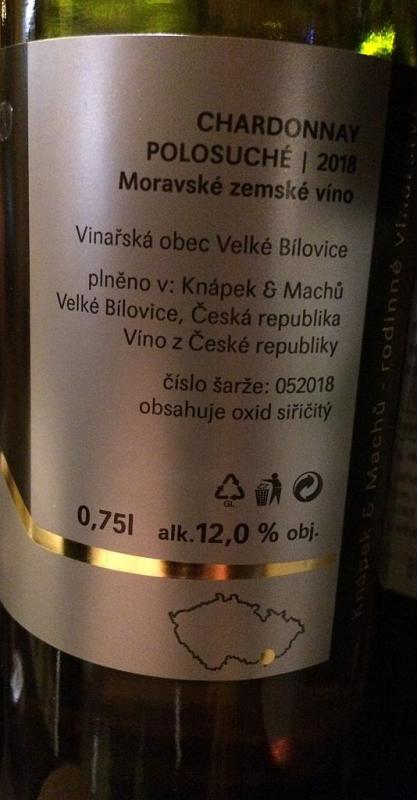 CHARDONNAY
POLOSUCHÉ | 2018
Moravské zemské víno
Vinařská obec Velké Bílovice
plněno v: Knápek & Machů
Velké Bílovice, Česká republika
Víno z České republiky
číslo šarže: 052018
obsahuje oxid siřičitý
GL
0,75l alk.12,0 % obj.
Knápek & Machů - rodinné